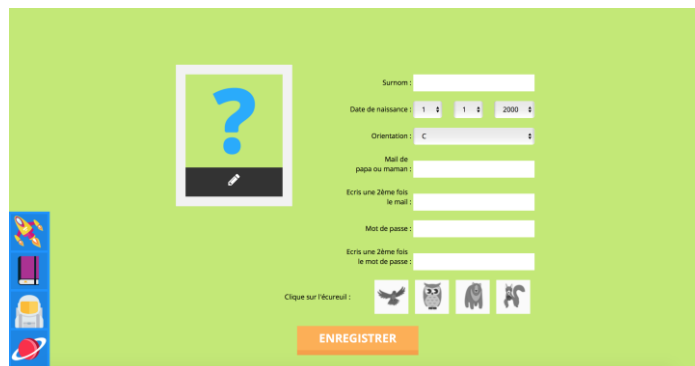 ?
Surnom :
Date de naissance : 1 1 2000
Orientation : C
Mail de
papa ou maman :
Ecris une 2ème fois
le mail :
Mot de passe :
Ecris une 2ème fois
le mot de passe :
Clique sur l'écureuil :
ENREGISTRER